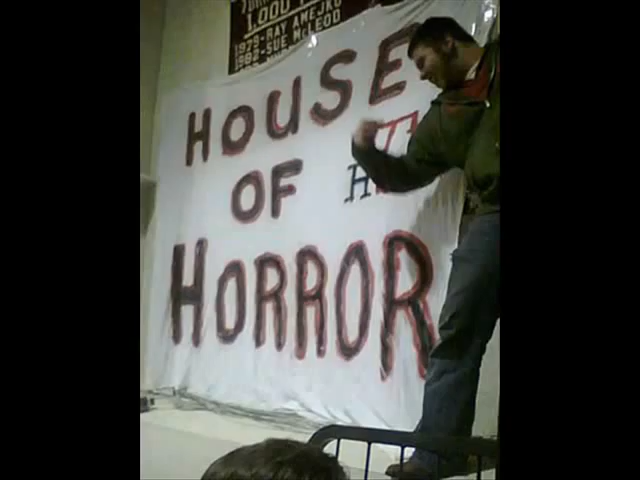 1,000
1979-RAY AMEJKO
1982-SUE McLEOD
HOUSE
OF
HORROR